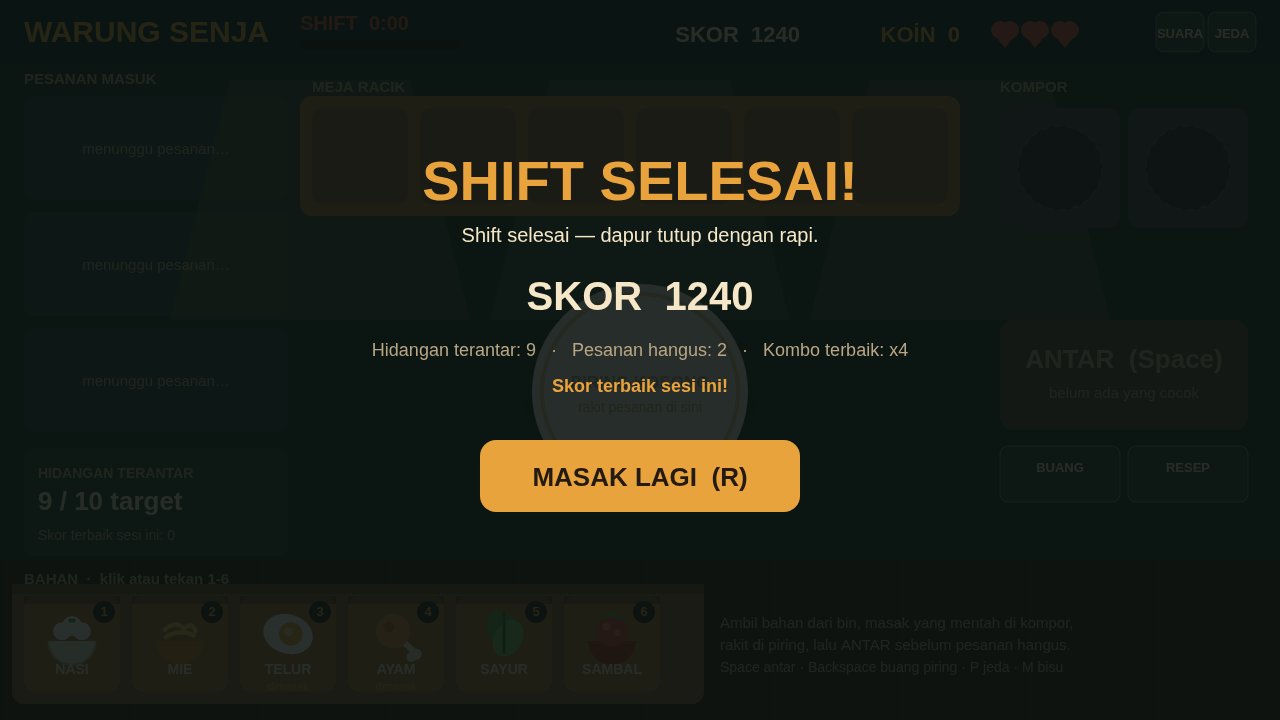 WARUNG SENJA
SHIFT 0:00
SKOR 1240
KOİN 0
SUARA
JEDA
PESANAN MASUK
MEJA RACIK
KOMPOR
menunggu pesanan…
menunggu pesanan…
menunggu pesanan…
SHIFT SELESAI!
Shift selesai — dapur tutup dengan rapi.
SKOR 1240
Hidangan terantar: 9 · Pesanan hangus: 2 · Kombo terbaik: x4
Skor terbaik sesi ini!
rakit pesanan di sini
MASAK LAGI (R)
ANTAR (Space)
belum ada yang cocok
BUANG
RESEP
HIDANGAN TERANTAR
9 / 10 target
Skor terbaik sesi ini: 0
BAHAN · klik atau tekan 1-6
1
NASI
2
MIE
3
TELUR
4
AYAM
5
SAYUR
6
SAMBAL
Ambil bahan dari bin, masak yang mentah di kompor,
rakit di piring, lalu ANTAR sebelum pesanan hangus.
Space antar · Backspace buang piring · P jeda · M bisu